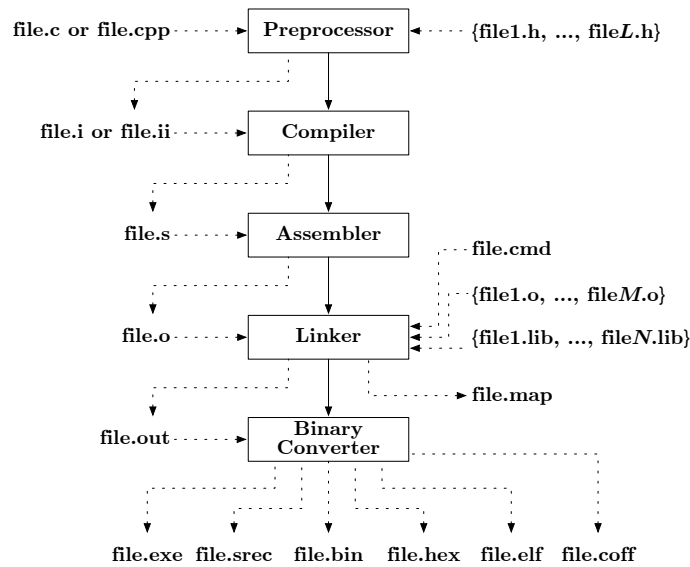 file.c or file.cpp
Preprocessor
{file1.h, ..., fileL.h}
file.i or file.ii
Compiler
file.s
Assembler
file.cmd
{file1.o, ..., fileM.o}
file.o
Linker
{file1.lib, ..., fileN.lib}
file.map
file.out
Binary
Converter
file.exe file.srec file.bin file.hex file.elf file.coff